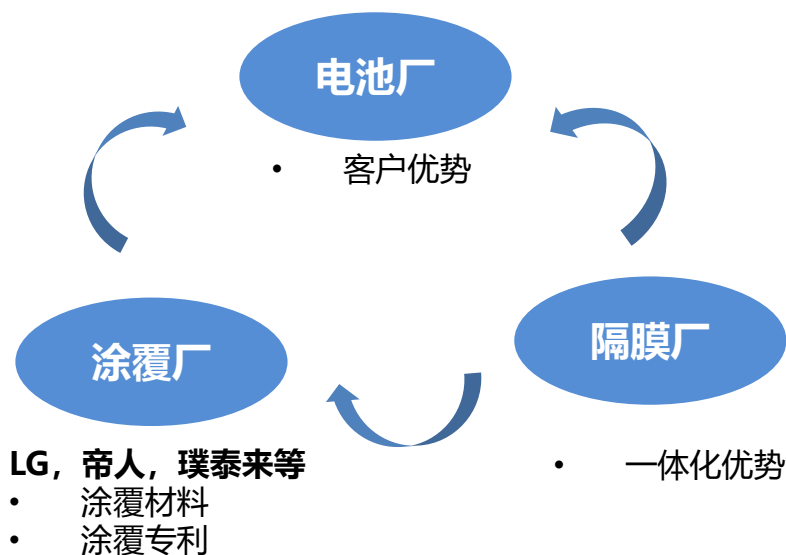 电池厂
• 客户优势
涂覆厂
隔膜厂
LG，帝人，璞泰来等
• 涂覆材料
• 涂覆专利
• 一体化优势